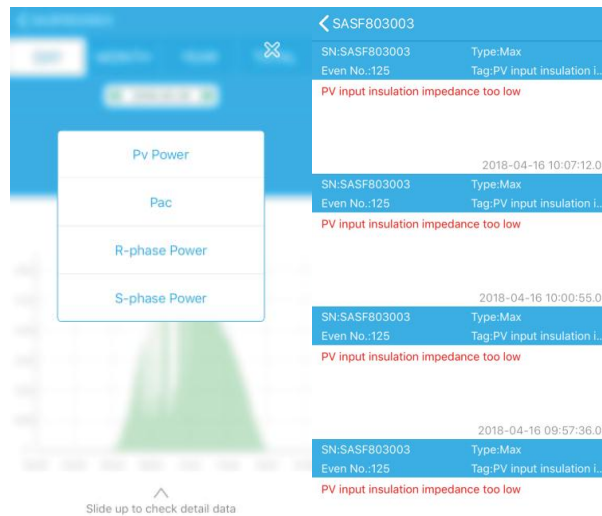 Pv Power
Pac
R-phase Power
S-phase Power
Slide up to check detail data
SASF803003
SN:SASF803003 Type:Max
Even No.:125 Tag:PV input insulation i...
PV input insulation impedance too low
2018-04-16 10:07:12.0
SN:SASF803003 Type:Max
Even No.:125 Tag:PV input insulation i...
PV input insulation impedance too low
2018-04-16 10:00:55.0
SN:SASF803003 Type:Max
Even No.:125 Tag:PV input insulation i...
PV input insulation impedance too low
2018-04-16 09:57:36.0
SN:SASF803003 Type:Max
Even No.:125 Tag:PV input insulation i...
PV input insulation impedance too low